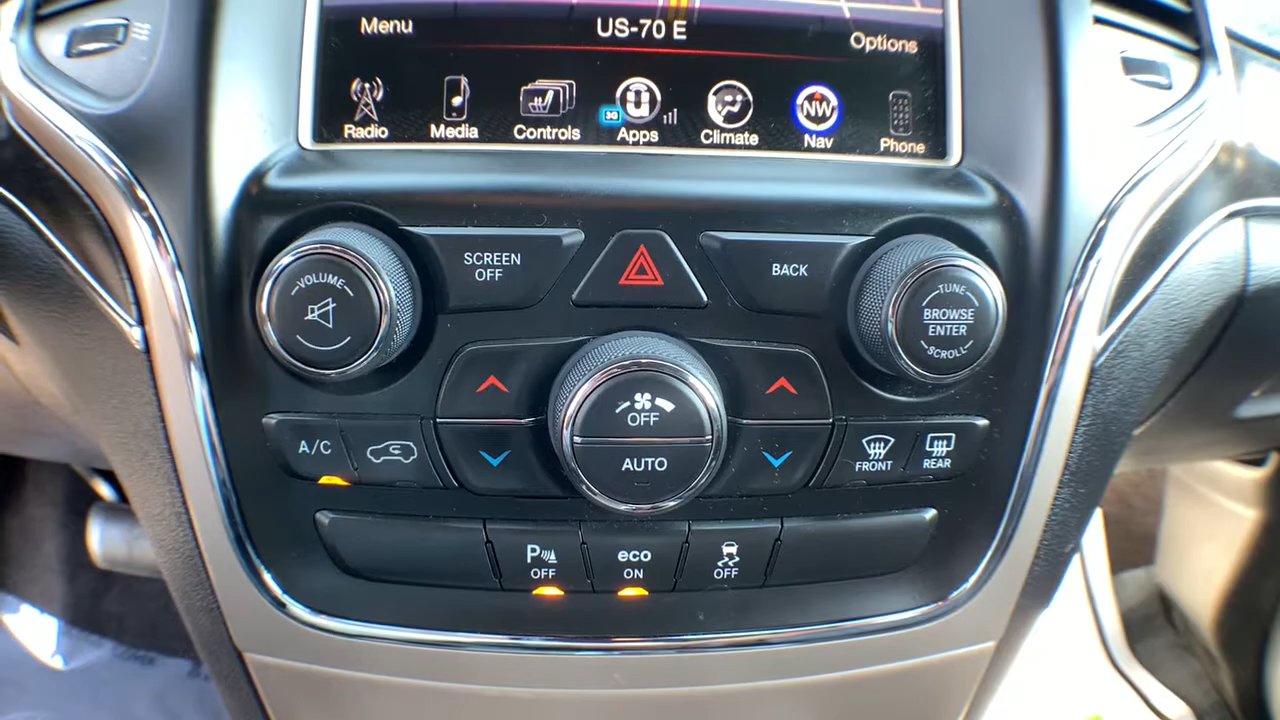 Menu
US-70 E
Options
Radio
Media
Controls
3G
Apps
Climate
NW
Nav
Phone
VOLUME
SCREEN
OFF
BACK
TUNE
BROWSE
ENTER
SCROLL
OFF
AUTO
A/C
FRONT
REAR
P
OFF
eco
ON
OFF